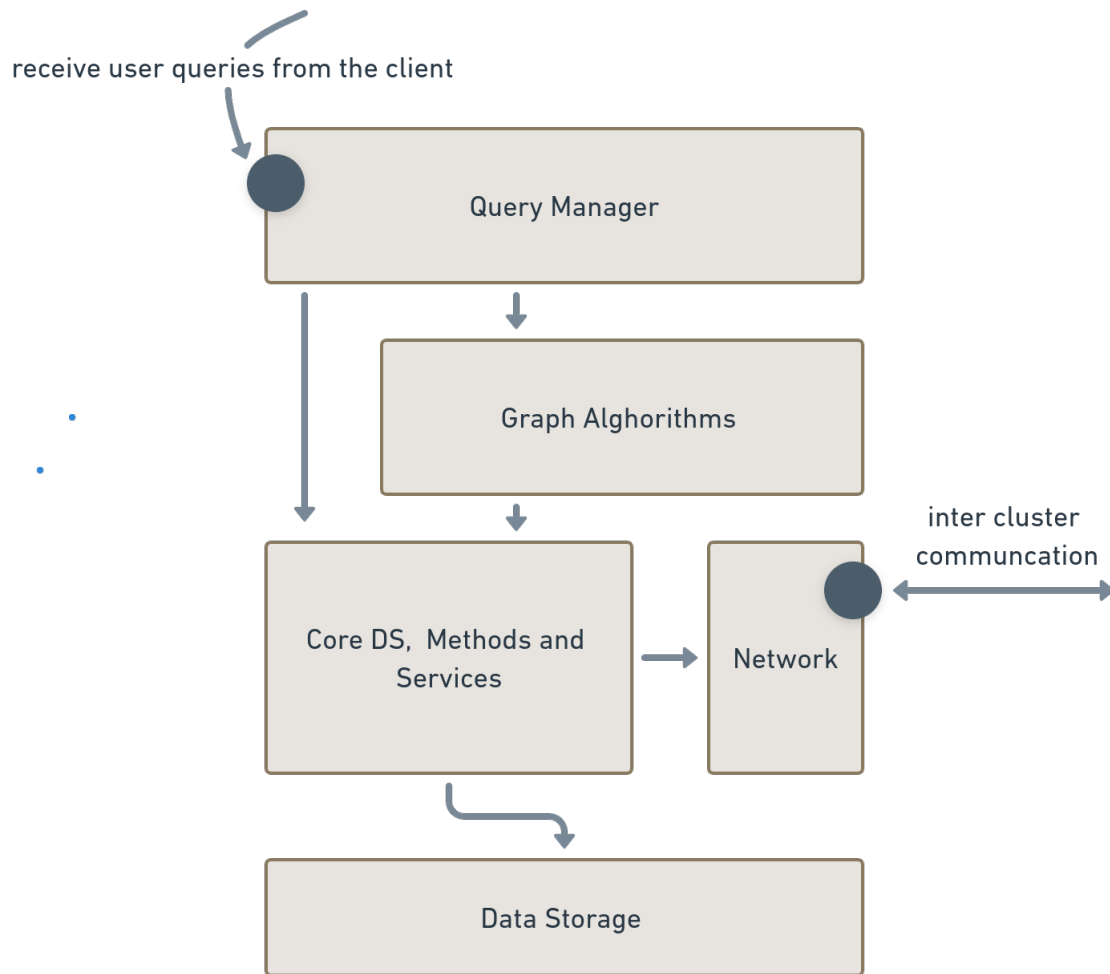 receive user queries from the client
Query Manager
Graph Alghorithms
inter cluster
communcation
Core DS,  Methods and
Services
Network
Data Storage